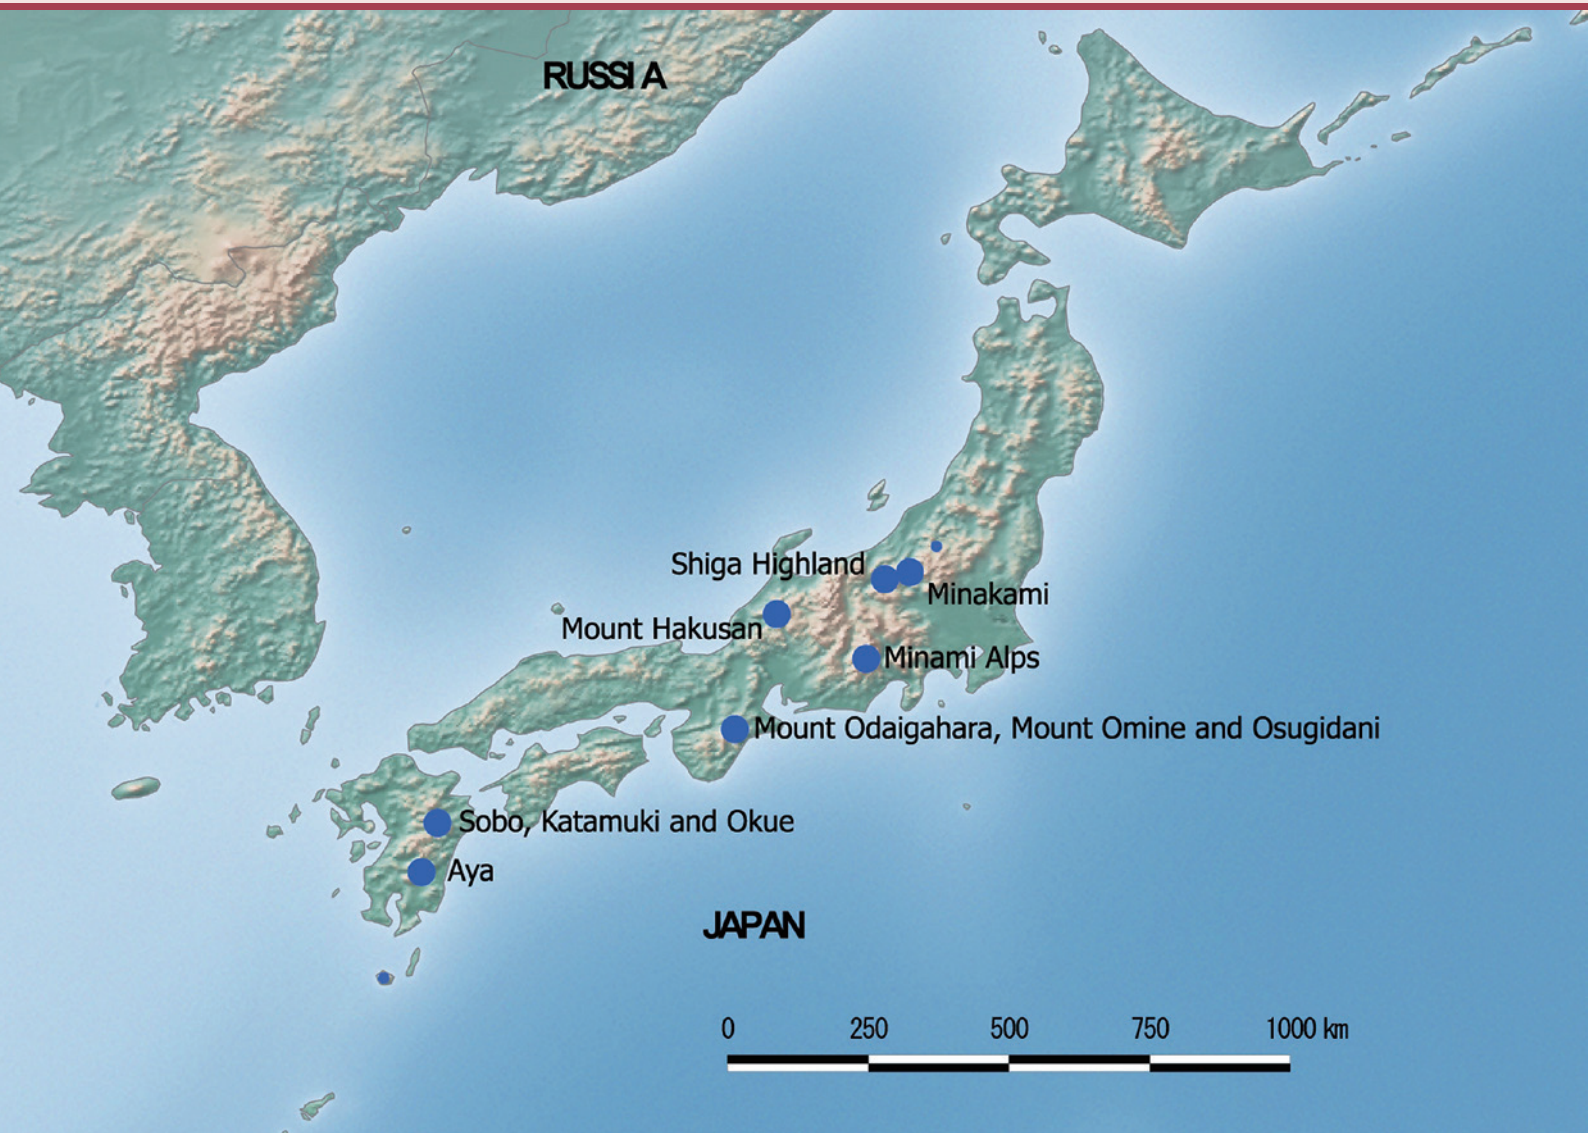 RUSSIA
Shiga Highland
Minakami
Mount Hakusan
Minami Alps
Mount Odaigahara, Mount Omine and Osugidani
Sobo, Katamuki and Okue
Aya
JAPAN
0 250 500 750 1000 km